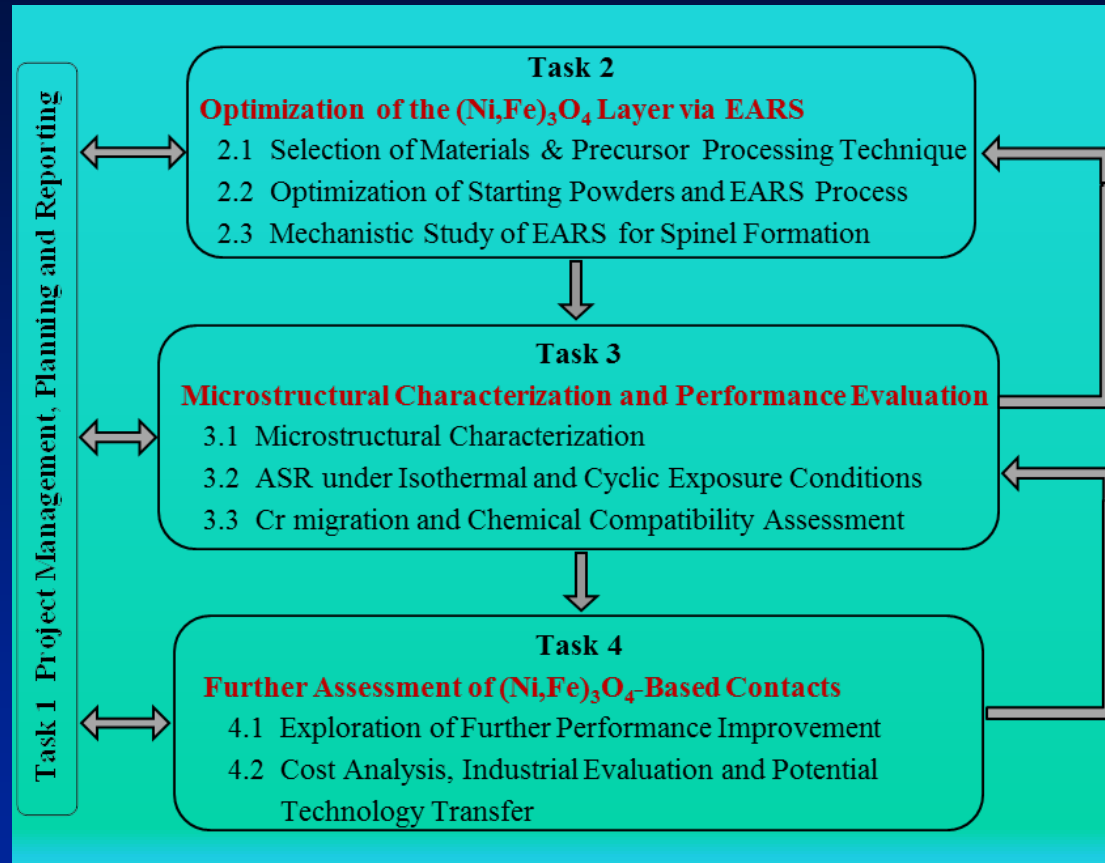 Task 1 Project Management, Planning and Reporting
Task 2
Optimization of the (Ni,Fe)₃O₄ Layer via EARS
2.1 Selection of Materials & Precursor Processing Technique
2.2 Optimization of Starting Powders and EARS Process
2.3 Mechanistic Study of EARS for Spinel Formation
Task 3
Microstructural Characterization and Performance Evaluation
3.1 Microstructural Characterization
3.2 ASR under Isothermal and Cyclic Exposure Conditions
3.3 Cr migration and Chemical Compatibility Assessment
Task 4
Further Assessment of (Ni,Fe)₃O₄-Based Contacts
4.1 Exploration of Further Performance Improvement
4.2 Cost Analysis, Industrial Evaluation and Potential
Technology Transfer